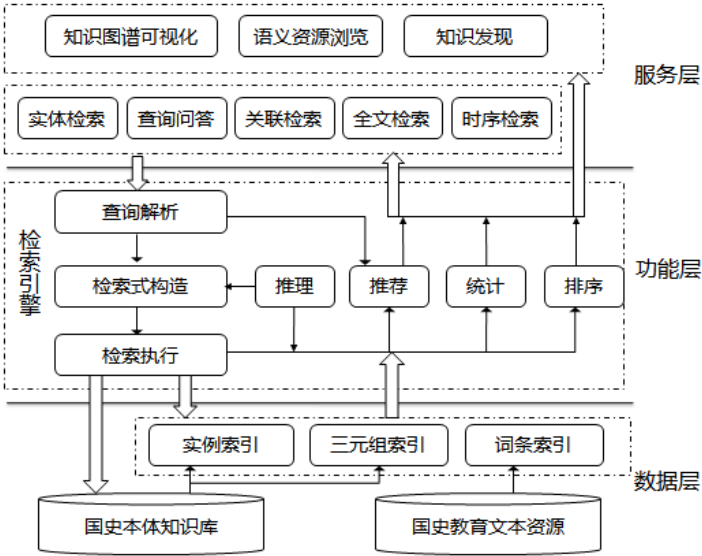 知识图谱可视化
语义资源浏览
知识发现
服务层
实体检索
查询问答
关联检索
全文检索
时序检索
检索引擎
查询解析
检索式构造
推理
推荐
统计
排序
功能层
检索执行
实例索引
三元组索引
词条索引
数据层
国史本体知识库
国史教育文本资源